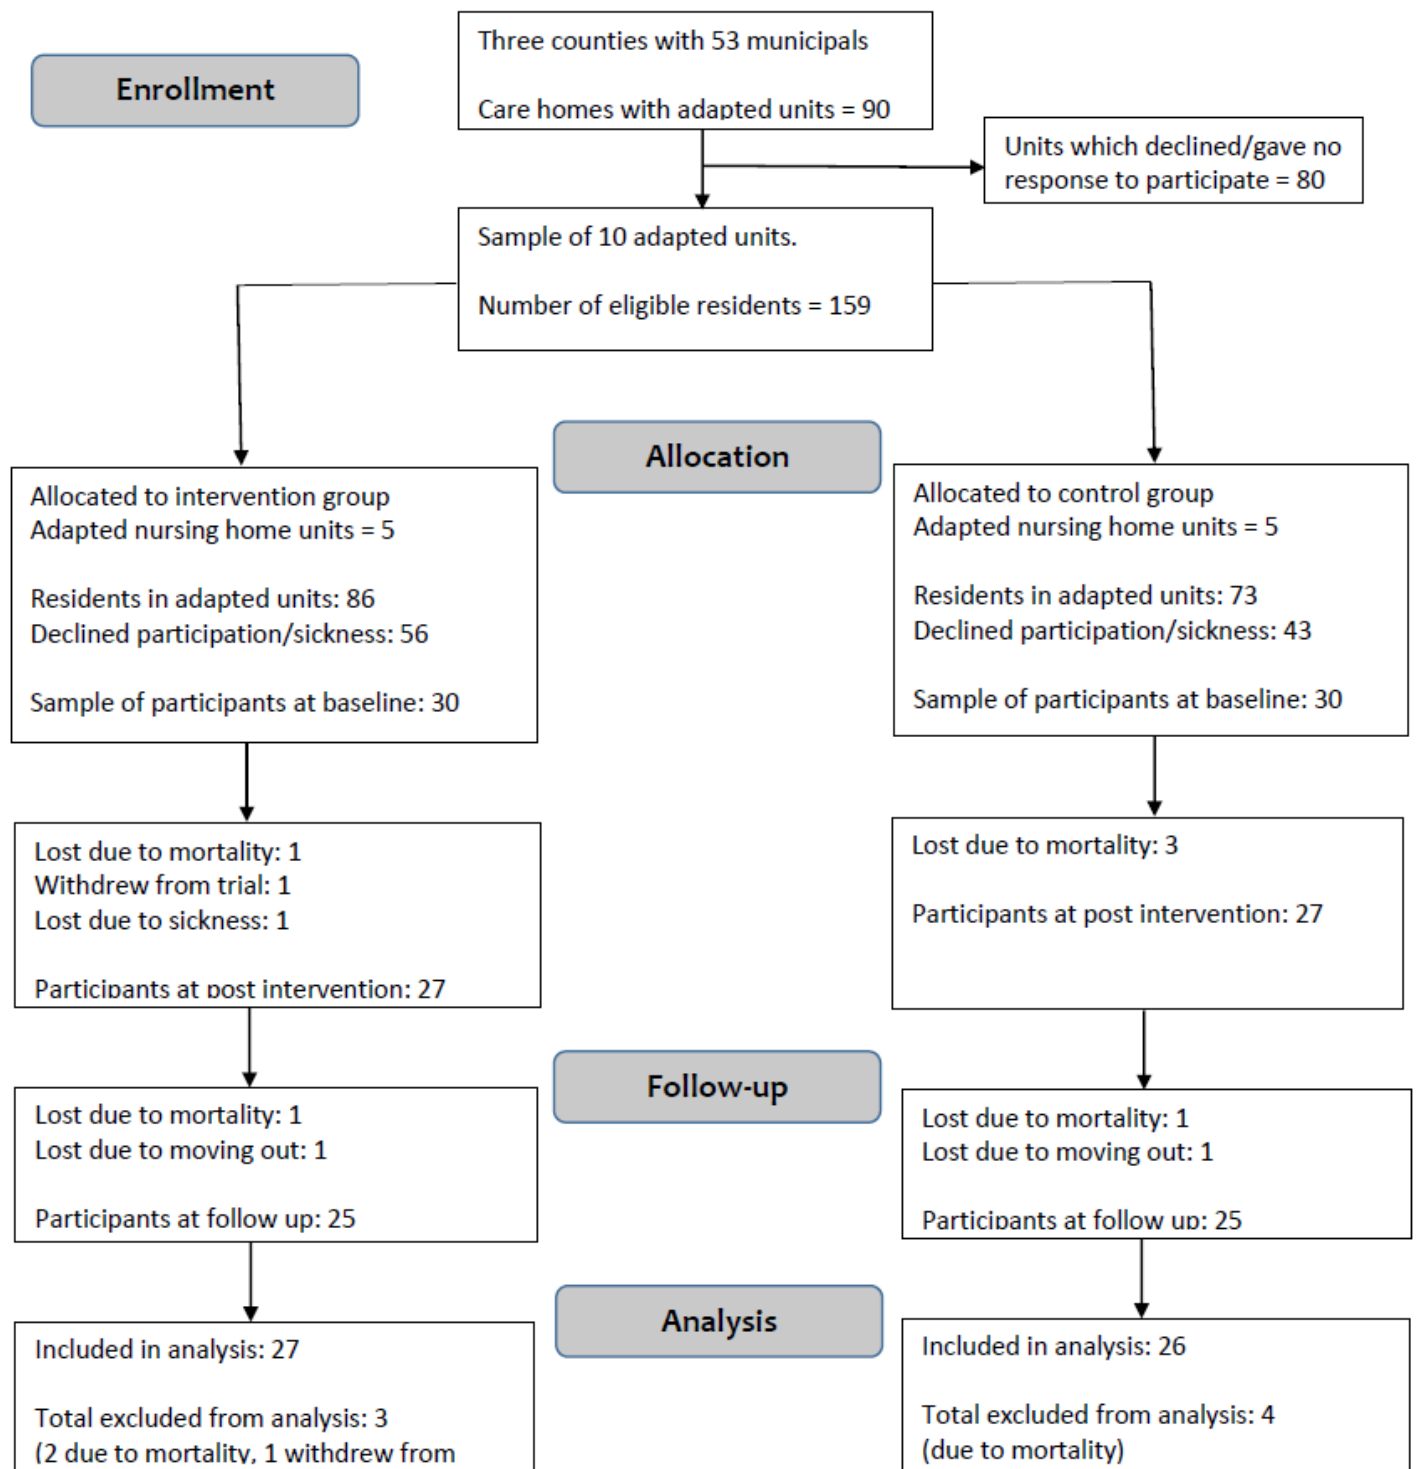 Enrollment
Three counties with 53 municipals
Care homes with adapted units = 90
Units which declined/gave no
response to participate = 80
Sample of 10 adapted units.
Number of eligible residents = 159
Allocation
Allocated to intervention group
Adapted nursing home units = 5
Residents in adapted units: 86
Declined participation/sickness: 56
Sample of participants at baseline: 30
Allocated to control group
Adapted nursing home units = 5
Residents in adapted units: 73
Declined participation/sickness: 43
Sample of participants at baseline: 30
Lost due to mortality: 1
Withdrew from trial: 1
Lost due to sickness: 1
Participants at post intervention: 27
Lost due to mortality: 3
Participants at post intervention: 27
Follow-up
Lost due to mortality: 1
Lost due to moving out: 1
Participants at follow up: 25
Lost due to mortality: 1
Lost due to moving out: 1
Participants at follow up: 25
Analysis
Included in analysis: 27
Total excluded from analysis: 3
(2 due to mortality, 1 withdrew from
Included in analysis: 26
Total excluded from analysis: 4
(due to mortality)